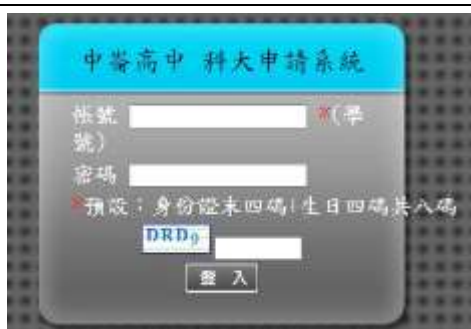 中崙高中 科大申請系統
帳號 ※(學
號)
密碼
※預設：身份證末四碼+生日四碼共八碼
DRD9
登入